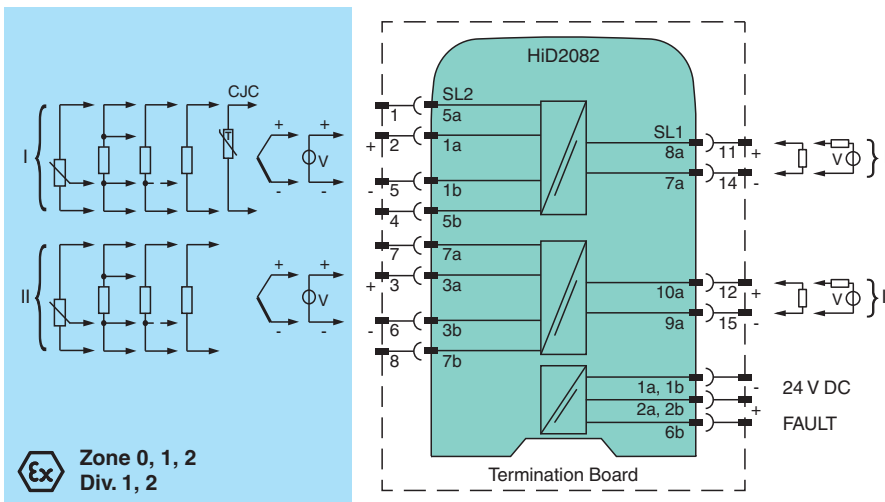 HiD2082
CJC
SL2
1 5a
+ 2 1a
SL1
8a 11 +
7a 14 -
- 5 1b
4 5b
I
T
+ +
V
- -
V
7 7a
+ 3 3a
10a 12 +
9a 15 -
- 6 3b
8 7b
II
+ +
V
- -
V I
1a, 1b - 24 V DC
2a, 2b +
6b FAULT
Ex Zone 0, 1, 2
Div. 1, 2
Termination Board